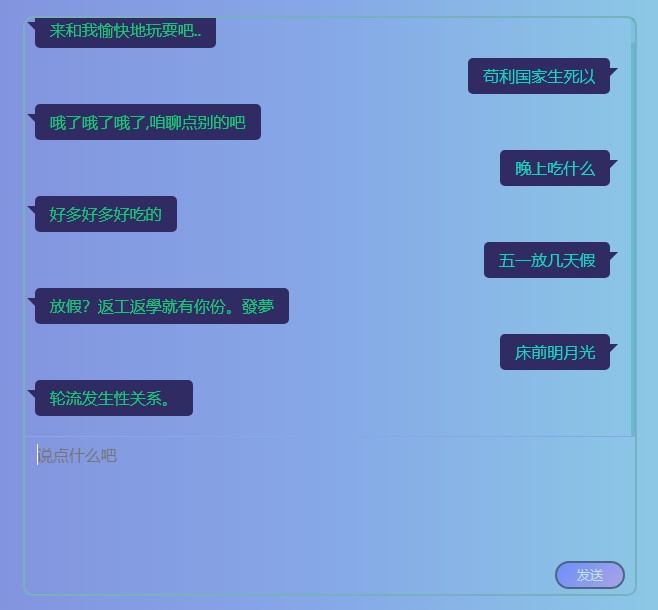 来和我愉快地玩耍吧..
苟利国家生死以
哦了哦了哦了,咱聊点别的吧
晚上吃什么
好多好多好吃的
五一放几天假
放假？返工返學就有你份。發夢
床前明月光
轮流发生性关系。
说点什么吧
发送